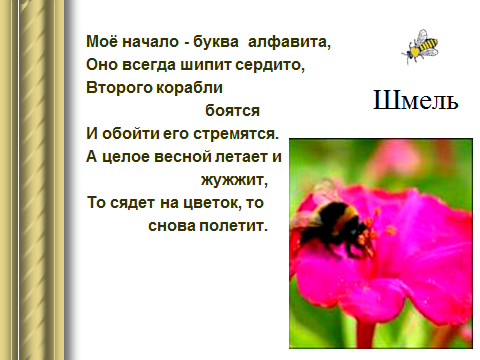 Моё начало - буква  алфавита,
Оно всегда шипит сердито,
Второго корабли
боятся
И обойти его стремятся.
А целое весной летает и
жужжит,
То сядет на цветок, то
снова полетит.
Шмель